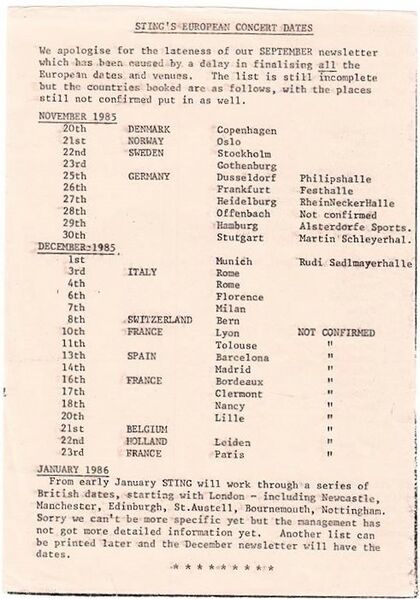 STING'S EUROPEAN CONCERT DATES
We apologise for the lateness of our SEPTEMBER newsletter
which has been caused by a delay in finalising all the
European dates and venues. The list is still incomplete
but the countries booked are as follows, with the places
still not confirmed put in as well.
NOVEMBER 1985
20th DENMARK Copenhagen
21st NORWAY Oslo
22nd SWEDEN Stockholm
23rd Gothenburg
25th GERMANY Dusseldorf Philipshalle
26th Frankfurt Festhalle
27th Heidelburg RheinNeckerHalle
28th Offenbach Not confirmed
29th Hamburg Alsterdorfe Sports.
30th Stutgart Martin Schleyerhal.
DECEMBER 1985
1st Munich Rudi Sedlmayerhalle
3rd ITALY Rome
4th Rome
6th Florence
7th Milan
8th SWITZERLAND Bern
10th FRANCE Lyon NOT CONFIRMED
11th Tolouse "
13th SPAIN Barcelona "
14th Madrid "
16th FRANCE Bordeaux "
17th Clermont "
18th Nancy "
20th Lille "
21st BELGIUM "
22nd HOLLAND Leiden "
23rd FRANCE Paris "
JANUARY 1986
From early January STING will work through a series of
British dates, starting with London - including Newcastle,
Manchester, Edinburgh, St.Austell, Bournemouth, Nottingham.
Sorry we can't be more specific yet but the management has
not got more detailed information yet. Another list can
be printed later and the December newsletter will have the
dates.
* * * * * * * * *